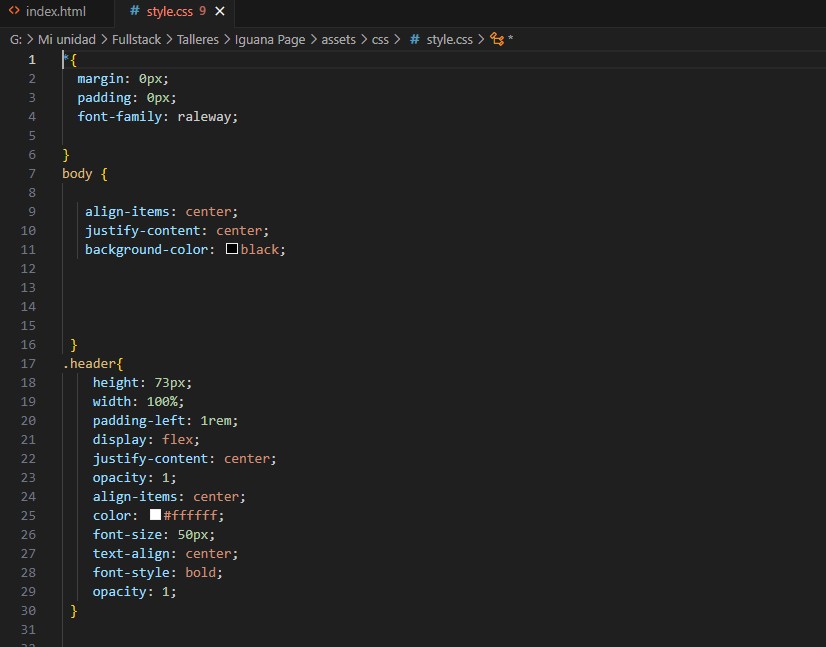 index.html # style.css 9 ×
G: > Mi unidad > Fullstack > Talleres > Iguana Page > assets > css > # style.css > *
1 *{
2 margin: 0px;
3 padding: 0px;
4 font-family: raleway;
5
6 }
7 body {
8
9 align-items: center;
10 justify-content: center;
11 background-color: black;
12
13
14
15
16 }
17 .header{
18 height: 73px;
19 width: 100%;
20 padding-left: 1rem;
21 display: flex;
22 justify-content: center;
23 opacity: 1;
24 align-items: center;
25 color: #ffffff;
26 font-size: 50px;
27 text-align: center;
28 font-style: bold;
29 opacity: 1;
30 }
31